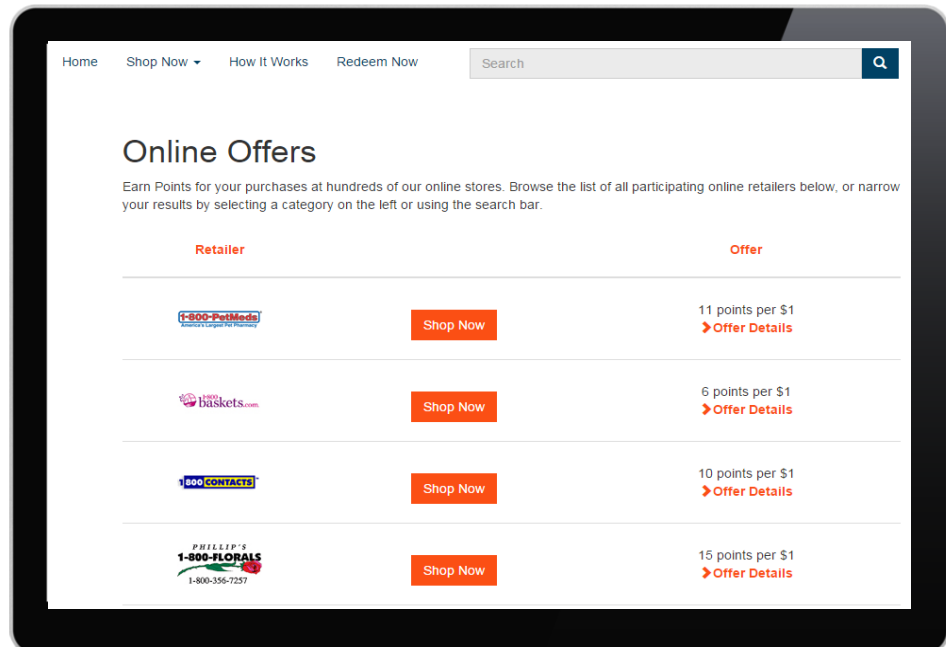 Home Shop Now How It Works Redeem Now Search
Online Offers
Earn Points for your purchases at hundreds of our online stores. Browse the list of all participating online retailers below, or narrow
your results by selecting a category on the left or using the search bar.
Retailer Offer
1-800-PetMeds
America's Largest Pet Pharmacy
Shop Now
11 points per $1
Offer Details
1-800
baskets.com
Shop Now
6 points per $1
Offer Details
1 800 CONTACTS
Shop Now
10 points per $1
Offer Details
PHILLIP'S
1-800-FLORALS
1-800-356-7257
Shop Now
15 points per $1
Offer Details